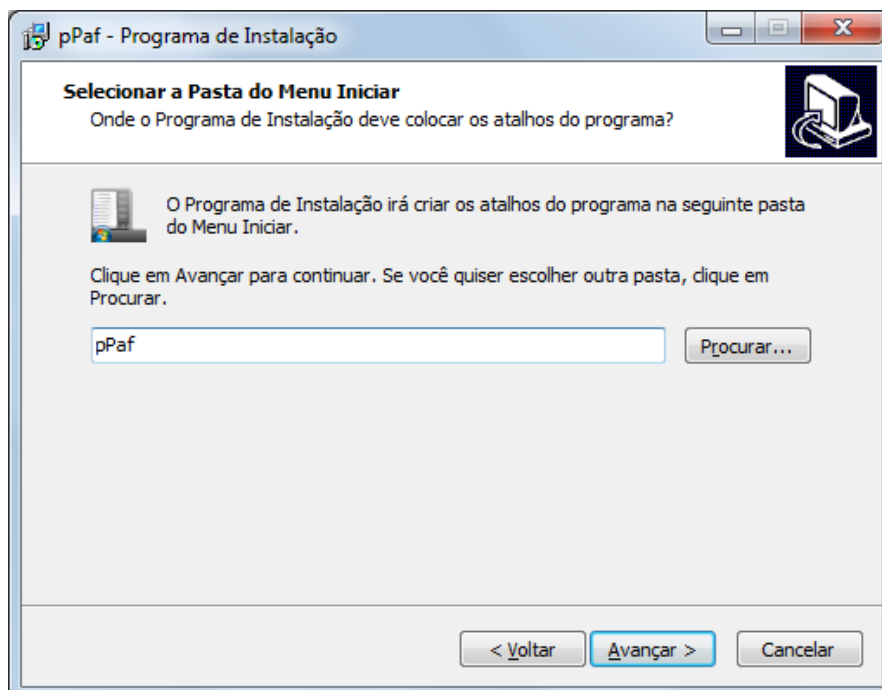 pPaf - Programa de Instalação
Selecionar a Pasta do Menu Iniciar
Onde o Programa de Instalação deve colocar os atalhos do programa?
O Programa de Instalação irá criar os atalhos do programa na seguinte pasta
do Menu Iniciar.
Clique em Avançar para continuar. Se você quiser escolher outra pasta, clique em
Procurar.
pPaf
Procurar...
< Voltar
Avançar >
Cancelar